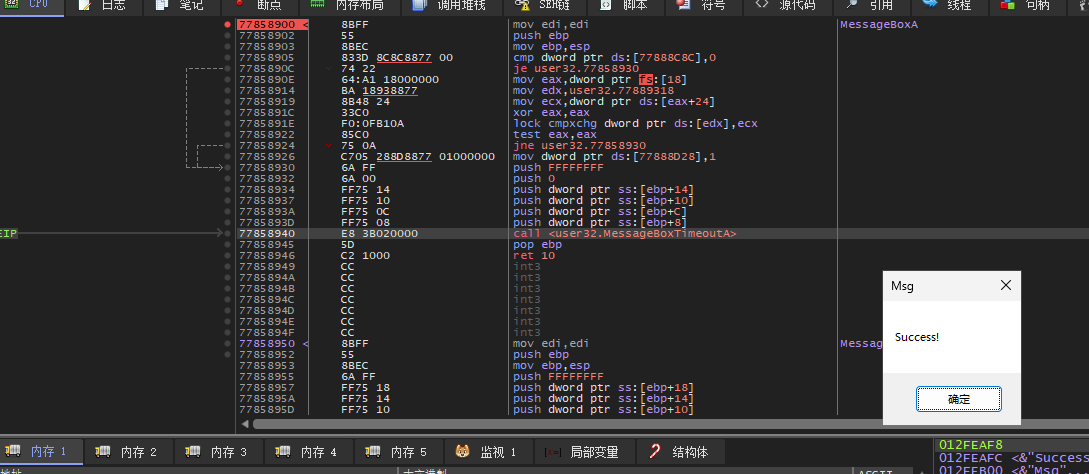 CPU 日志 笔记 断点 内存布局 调用堆栈 SEH链 脚本 符号 源代码 引用 线程 句柄
77858900 < 8BFF mov edi,edi MessageBoxA
77858902 55 push ebp
77858903 8BEC mov ebp,esp
77858905 833D 8C8C8877 00 cmp dword ptr ds:[77888C8C],0
7785890C 74 22 je user32.77858930
7785890E 64:A1 18000000 mov eax,dword ptr fs:[18]
77858914 BA 18938877 mov edx,user32.77889318
77858919 8B48 24 mov ecx,dword ptr ds:[eax+24]
7785891C 33C0 xor eax,eax
7785891E F0:0FB10A lock cmpxchg dword ptr ds:[edx],ecx
77858922 85C0 test eax,eax
77858924 75 0A jne user32.77858930
77858926 C705 288D8877 01000000 mov dword ptr ds:[77888D28],1
77858930 6A FF push FFFFFFFF
77858932 6A 00 push 0
77858934 FF75 14 push dword ptr ss:[ebp+14]
77858937 FF75 10 push dword ptr ss:[ebp+10]
7785893A FF75 0C push dword ptr ss:[ebp+C]
7785893D FF75 08 push dword ptr ss:[ebp+8]
EIP 77858940 E8 3B020000 call <user32.MessageBoxTimeoutA>
77858945 5D pop ebp
77858946 C2 1000 ret 10
77858949 CC int3
7785894A CC int3
7785894B CC int3
7785894C CC int3
7785894D CC int3
7785894E CC int3
7785894F CC int3
77858950 < 8BFF mov edi,edi Messag
77858952 55 push ebp
77858953 8BEC mov ebp,esp
77858955 6A FF push FFFFFFFF
77858957 FF75 18 push dword ptr ss:[ebp+18]
7785895A FF75 14 push dword ptr ss:[ebp+14]
7785895D FF75 10 push dword ptr ss:[ebp+10]
Msg
Success!
确定
内存 1 内存 2 内存 3 内存 4 内存 5 监视 1 局部变量 结构体
012FEAF8
012FEAFC <&"Success
012FEB00 <&"Msg"
地址 十六进制 ASCII